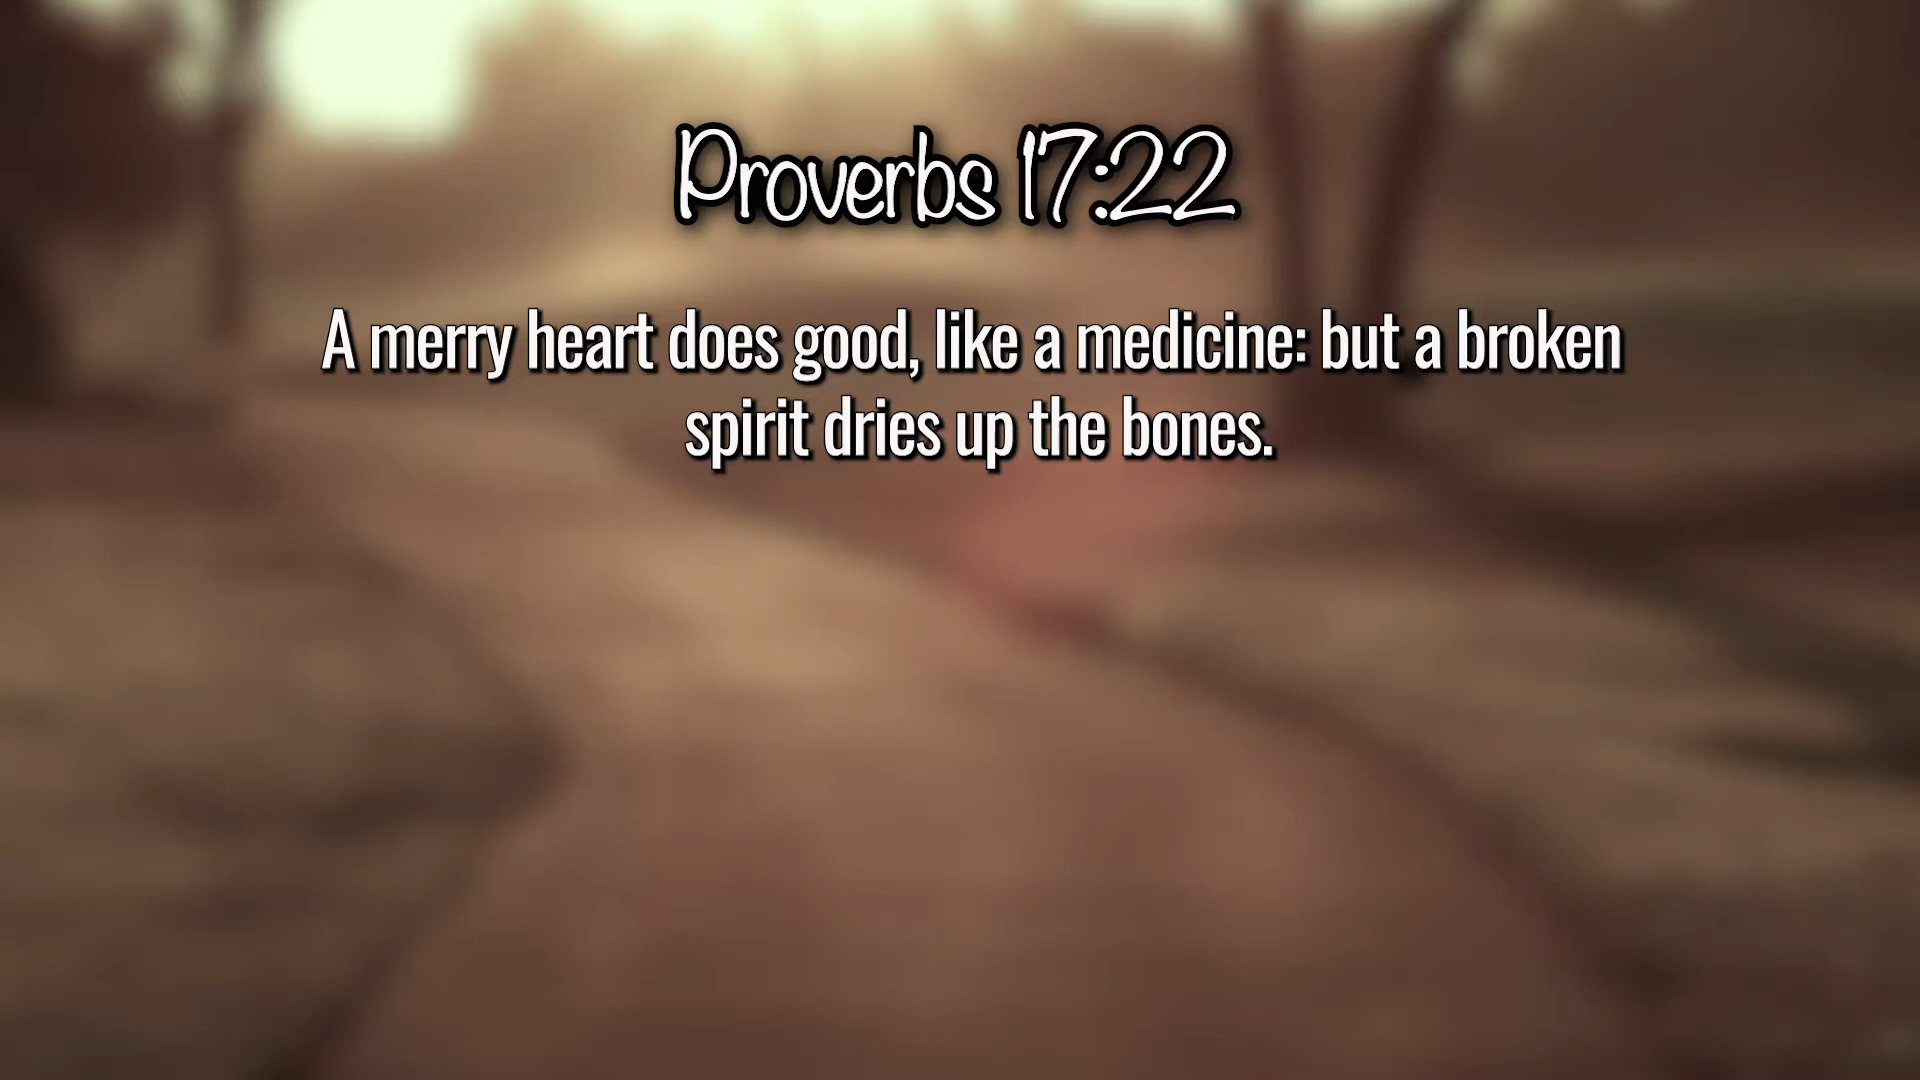 Proverbs 17:22
A merry heart does good, like a medicine: but a broken
spirit dries up the bones.